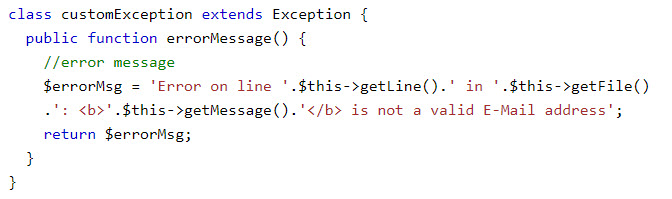 class customException extends Exception {
  public function errorMessage() {
    //error message
    $errorMsg = 'Error on line '.$this->getLine().' in '.$this->getFile()
    .': <b>'.$this->getMessage().'</b> is not a valid E-Mail address';
    return $errorMsg;
  }
}